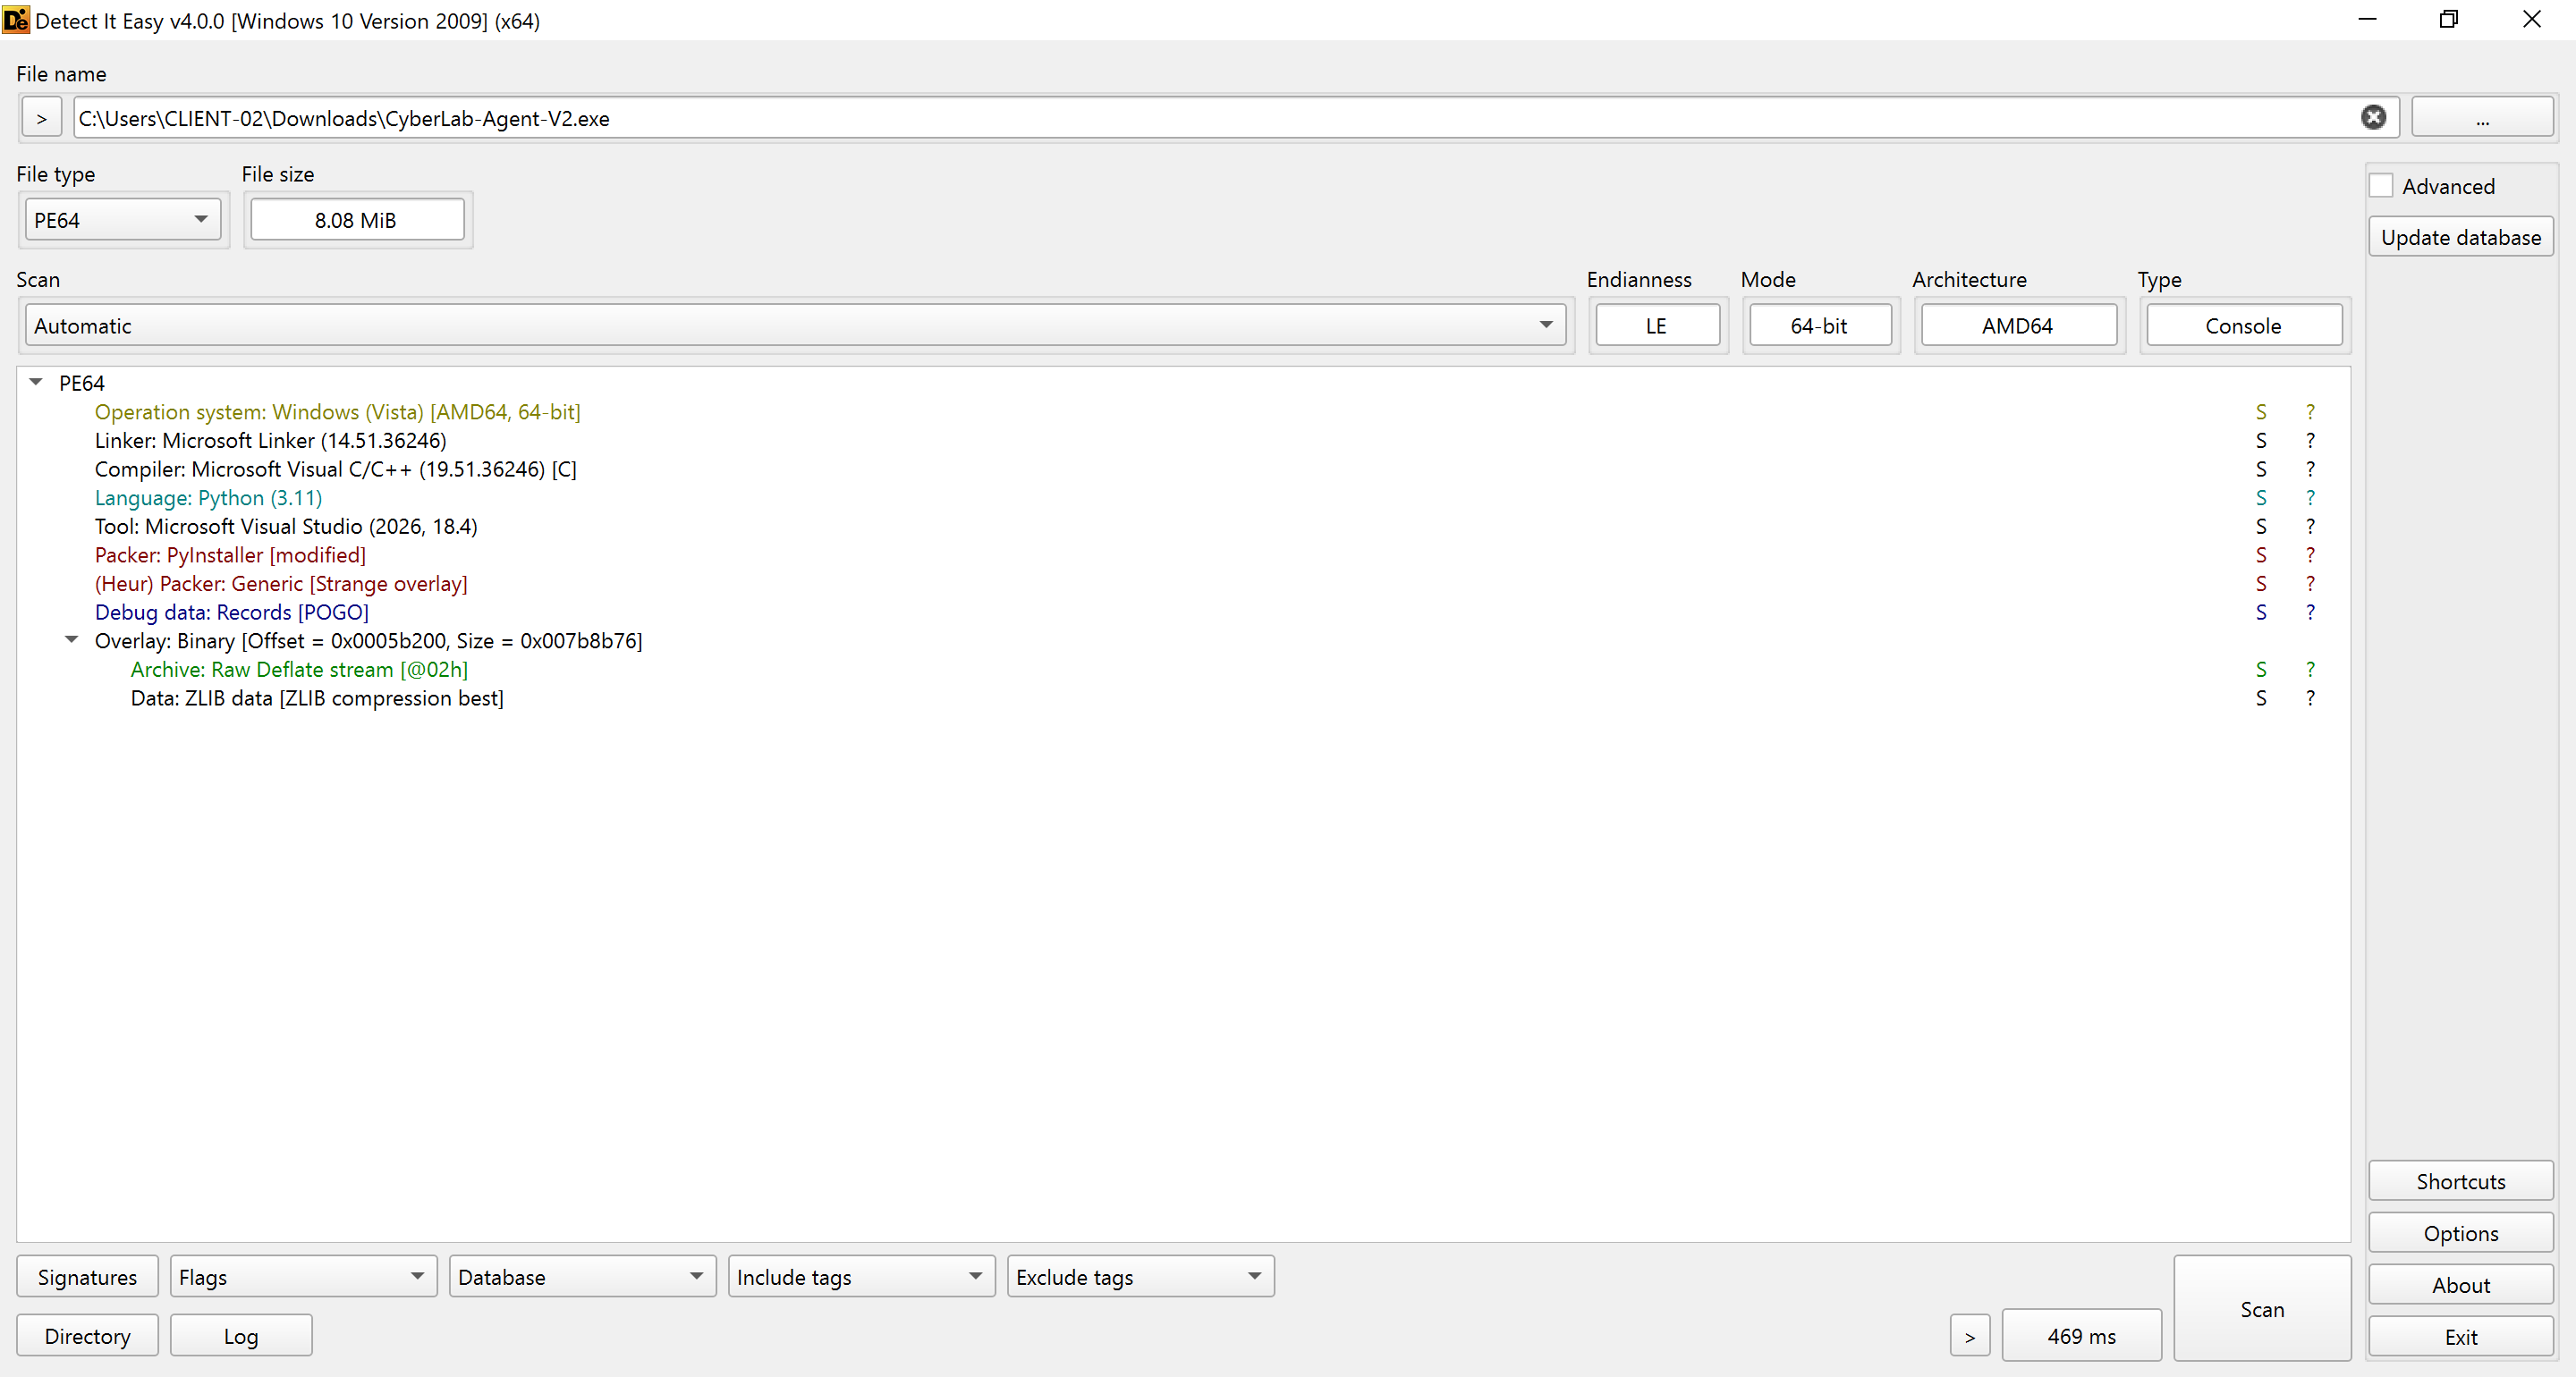 Detect It Easy v4.0.0 [Windows 10 Version 2009] (x64)
File name
> C:\Users\CLIENT-02\Downloads\CyberLab-Agent-V2.exe ...
File type File size
PE64 8.08 MiB
Advanced
Update database
Scan Endianness Mode Architecture Type
Automatic LE 64-bit AMD64 Console
PE64
Operation system: Windows (Vista) [AMD64, 64-bit] S ?
Linker: Microsoft Linker (14.51.36246) S ?
Compiler: Microsoft Visual C/C++ (19.51.36246) [C] S ?
Language: Python (3.11) S ?
Tool: Microsoft Visual Studio (2026, 18.4) S ?
Packer: PyInstaller [modified] S ?
(Heur) Packer: Generic [Strange overlay] S ?
Debug data: Records [POGO] S ?
Overlay: Binary [Offset = 0x0005b200, Size = 0x007b8b76]
Archive: Raw Deflate stream [@02h] S ?
Data: ZLIB data [ZLIB compression best] S ?
Shortcuts
Options
About
Exit
Signatures Flags Database Include tags Exclude tags
Directory Log > 469 ms Scan